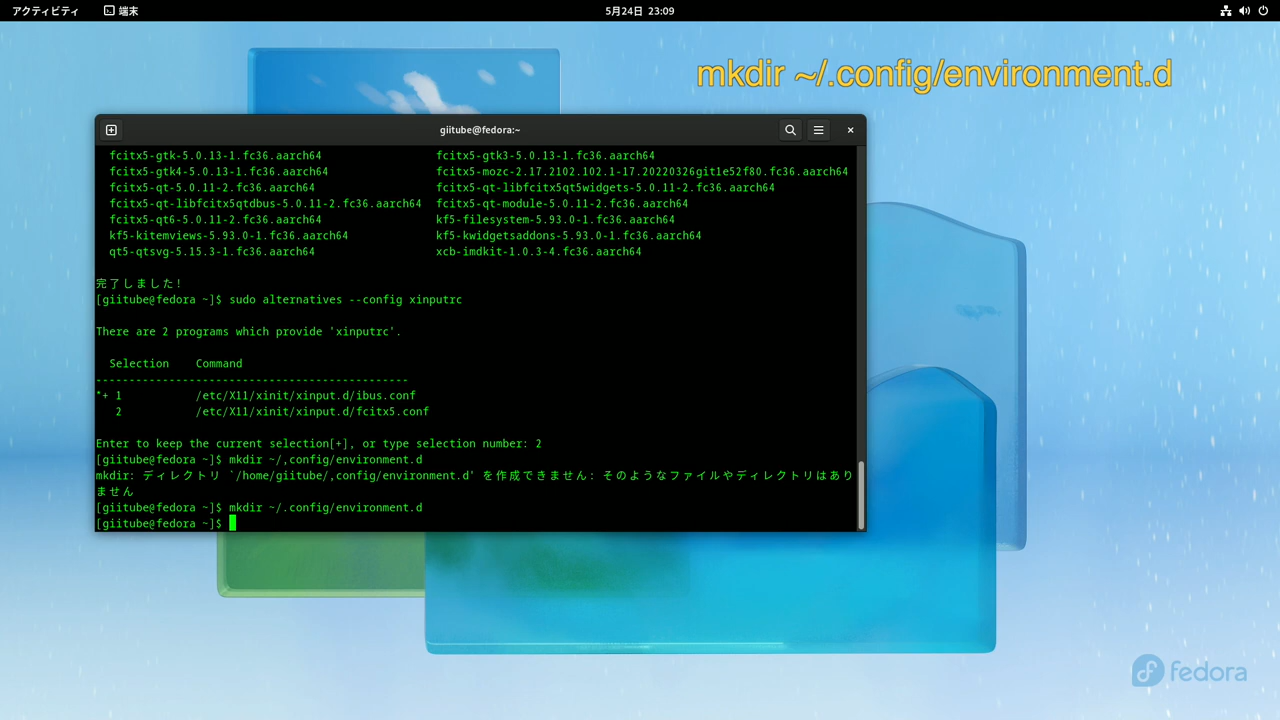 アクティビティ 端末 5月24日 23:09
mkdir ~/.config/environment.d
giitube@fedora:~
fcitx5-gtk-5.0.13-1.fc36.aarch64 fcitx5-gtk3-5.0.13-1.fc36.aarch64
fcitx5-gtk4-5.0.13-1.fc36.aarch64 fcitx5-mozc-2.17.2102.102.1-17.20220326git1e52f80.fc36.aarch64
fcitx5-qt-5.0.11-2.fc36.aarch64 fcitx5-qt-libfcitx5qt5widgets-5.0.11-2.fc36.aarch64
fcitx5-qt-libfcitx5qtdbus-5.0.11-2.fc36.aarch64 fcitx5-qt-module-5.0.11-2.fc36.aarch64
fcitx5-qt6-5.0.11-2.fc36.aarch64 kf5-filesystem-5.93.0-1.fc36.aarch64
kf5-kitemviews-5.93.0-1.fc36.aarch64 kf5-kwidgetsaddons-5.93.0-1.fc36.aarch64
qt5-qtsvg-5.15.3-1.fc36.aarch64 xcb-imdkit-1.0.3-4.fc36.aarch64
完了しました!
[giitube@fedora ~]$ sudo alternatives --config xinputrc
There are 2 programs which provide 'xinputrc'.
Selection Command
-----------------------------------------------
*+ 1 /etc/X11/xinit/xinput.d/ibus.conf
2 /etc/X11/xinit/xinput.d/fcitx5.conf
Enter to keep the current selection[+], or type selection number: 2
[giitube@fedora ~]$ mkdir ~/,config/environment.d
mkdir: ディレクトリ `/home/giitube/,config/environment.d' を作成できません: そのようなファイルやディレクトリはあり
ません
[giitube@fedora ~]$ mkdir ~/.config/environment.d
[giitube@fedora ~]$
fedora